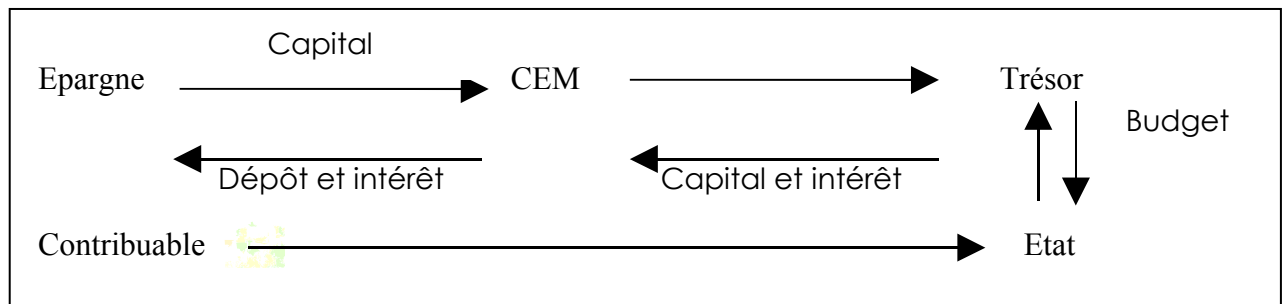 Capital
Epargne CEM Trésor
Budget
Dépôt et intérêt Capital et intérêt
Contribuable Etat